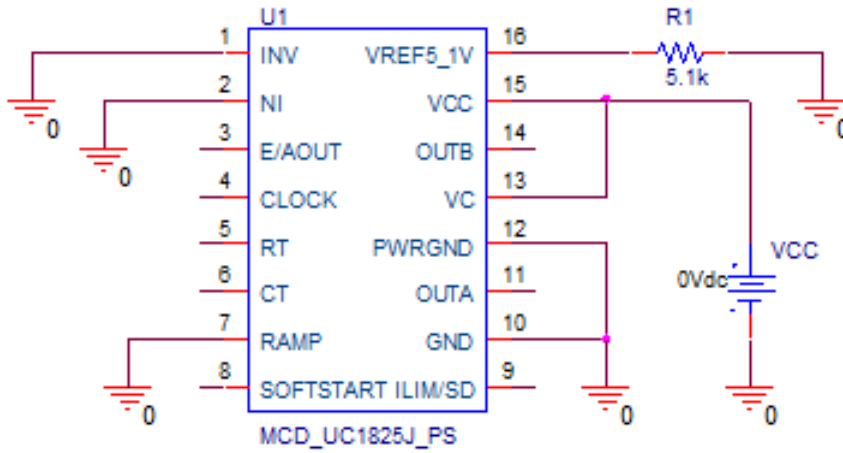 U1
R1
1
INV
VREF5_1V
16
5.1k
2
NI
VCC
15
0
0
3
E/AOUT
OUTB
14
0
4
CLOCK
VC
13
5
RT
PWRGND
12
VCC
0Vdc
6
CT
OUTA
11
7
RAMP
GND
10
8
SOFTSTART
ILIM/SD
9
0
0
0
MCD_UC1825J_PS